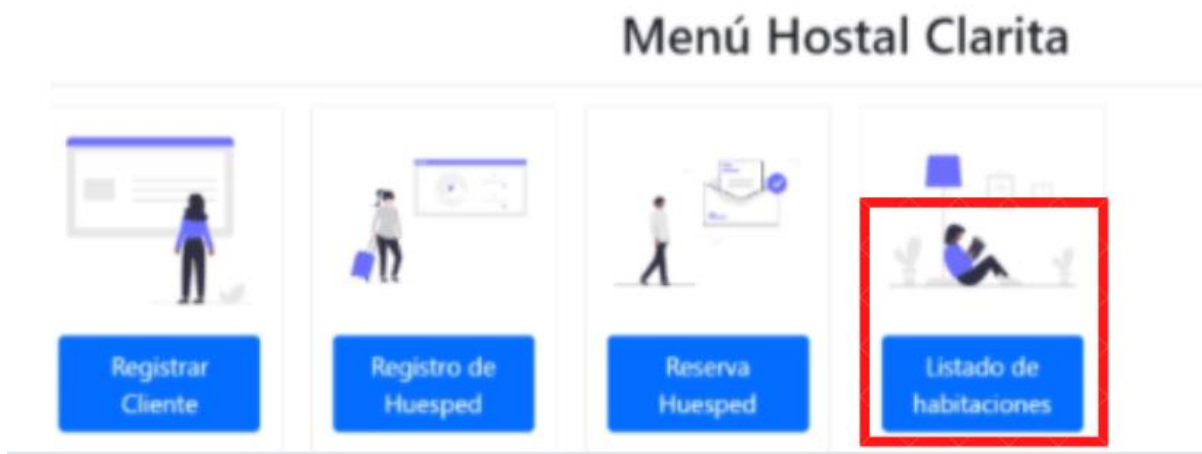 Menú Hostal Clarita
Registrar
Cliente
Registro de
Huesped
Reserva
Huesped
Listado de
habitaciones